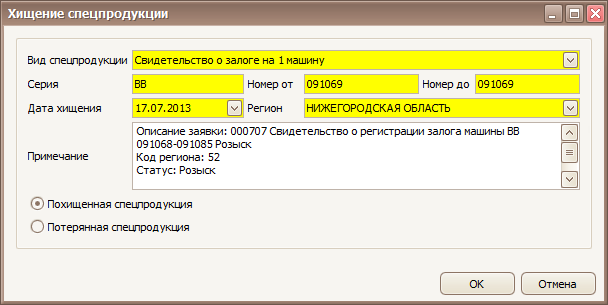 Хищение спецпродукции
Вид спецпродукции Свидетельство о залоге на 1 машину
Серия ВВ Номер от 091069 Номер до 091069
Дата хищения 17.07.2013 Регион НИЖЕГОРОДСКАЯ ОБЛАСТЬ
Примечание
Описание заявки: 000707 Свидетельство о регистрации залога машины ВВ
091068-091085 Розыск
Код региона: 52
Статус: Розыск
Похищенная спецпродукция
Потерянная спецпродукция
ОК Отмена